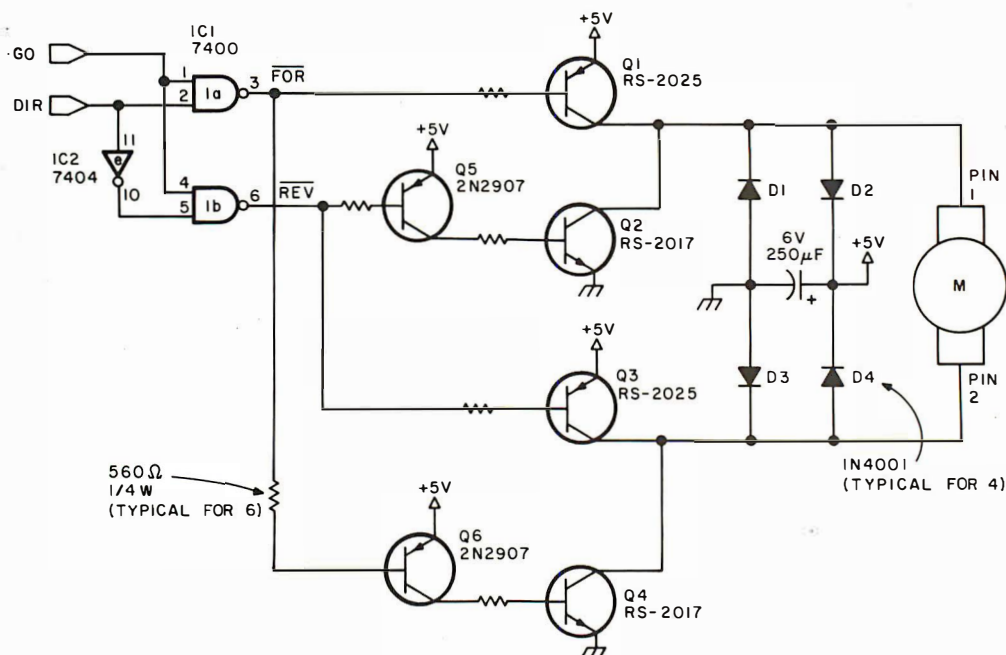 GO
DIR
IC1
7400
1
2
1a
3
FOR
11
e
IC2
7404
10
4
5
1b
6
REV
+5V
Q1
RS-2025
+5V
Q5
2N2907
Q2
RS-2017
D1
D2
6V
250µF
+5V
+
PIN
1
M
PIN
2
+5V
Q3
RS-2025
D3
D4
1N4001
(TYPICAL FOR 4)
560Ω
1/4 W
(TYPICAL FOR 6)
+5V
Q6
2N2907
Q4
RS-2017